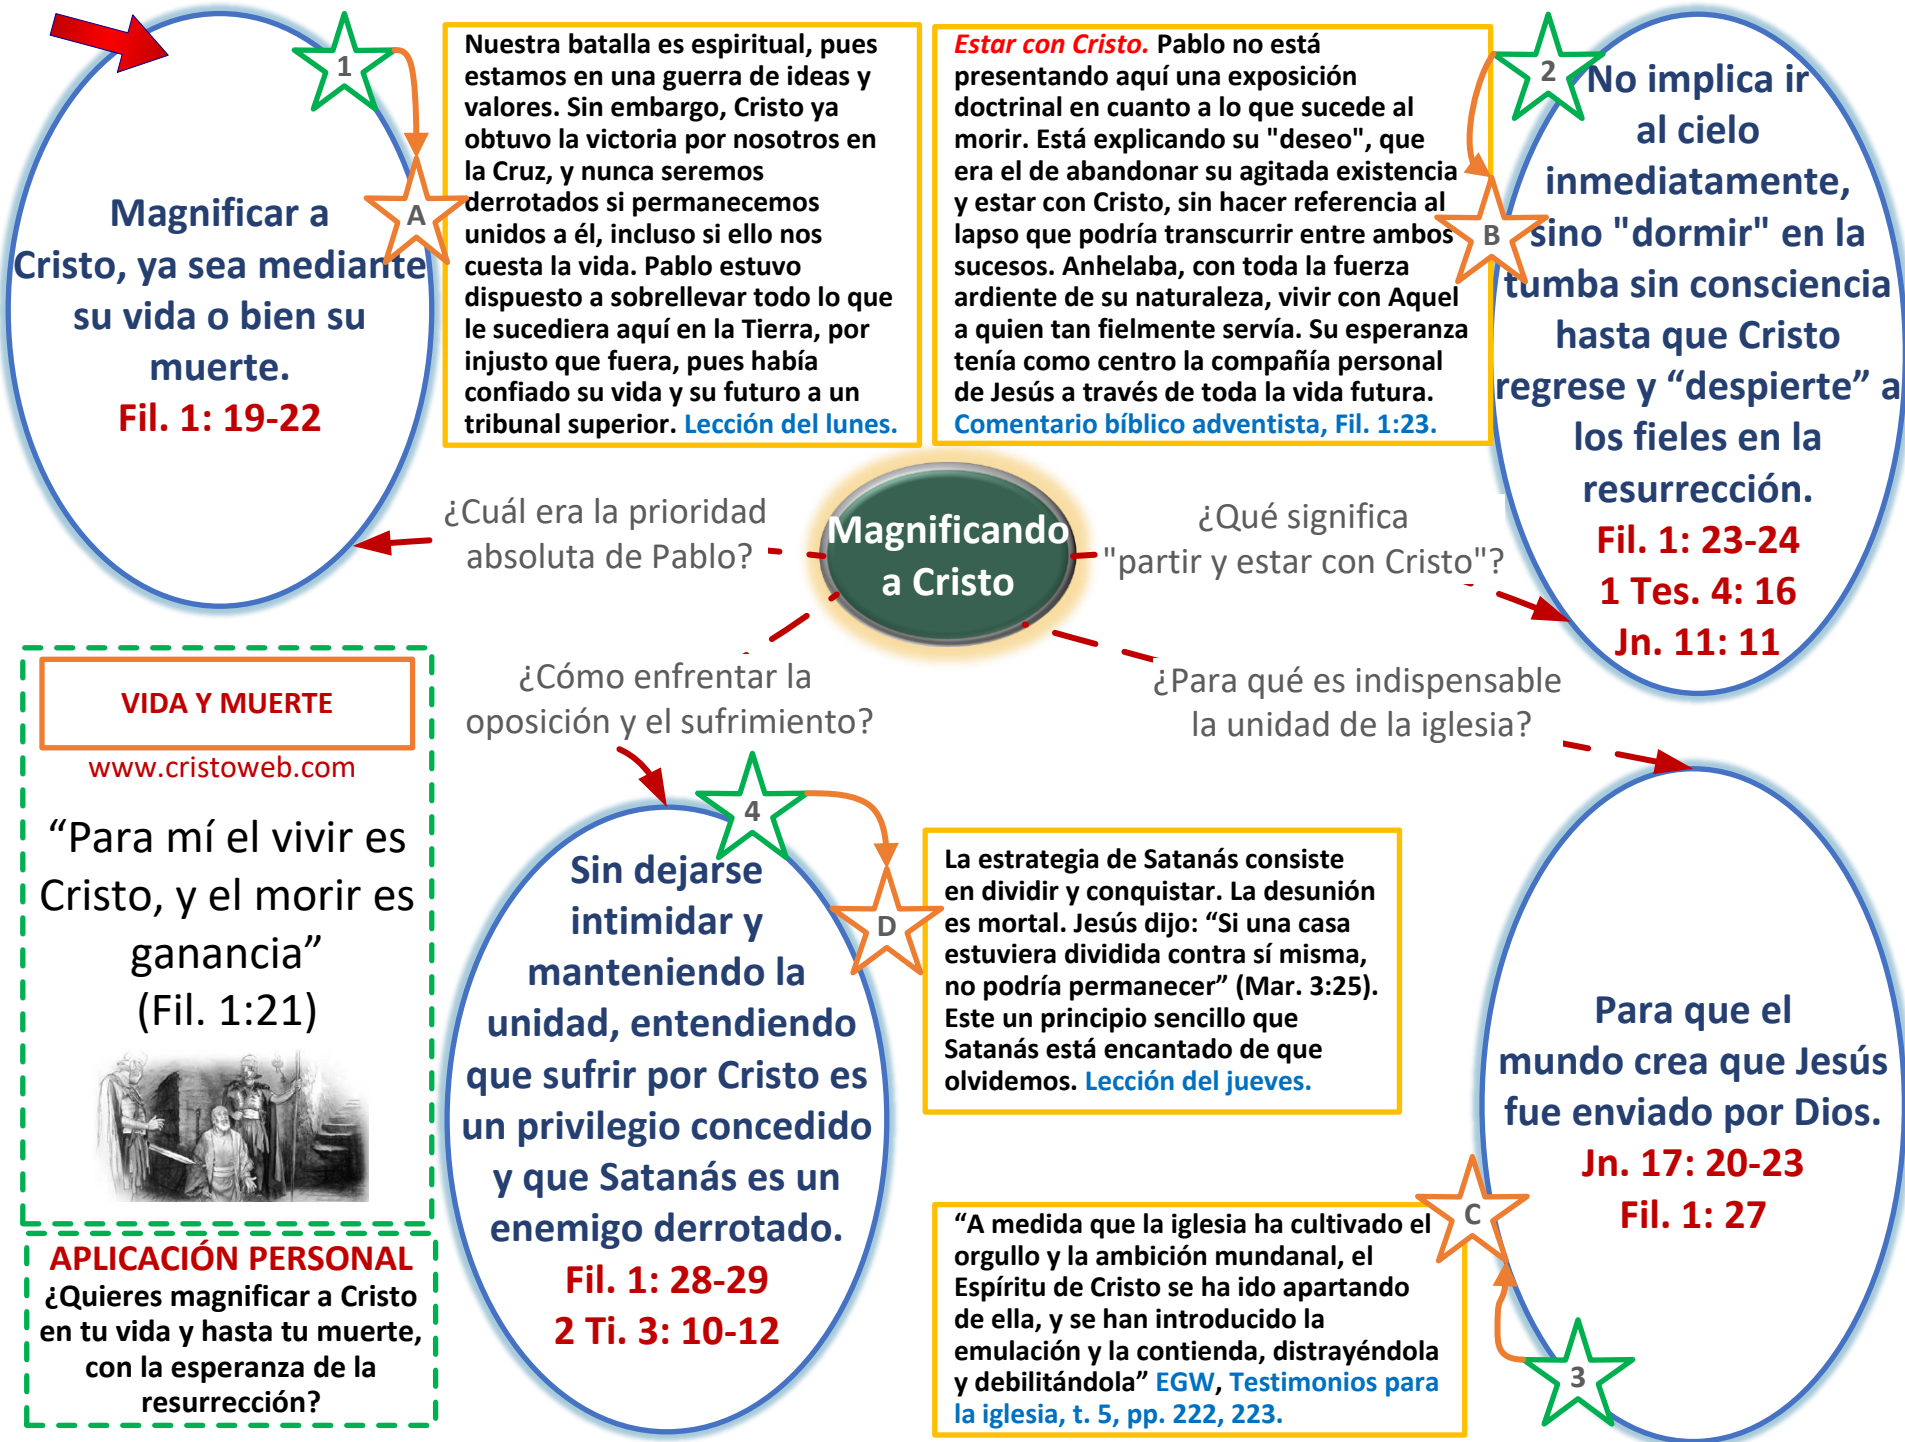 1
Magnificar a
Cristo, ya sea mediante
su vida o bien su
muerte.
Fil. 1: 19-22
A
Nuestra batalla es espiritual, pues
estamos en una guerra de ideas y
valores. Sin embargo, Cristo ya
obtuvo la victoria por nosotros en
la Cruz, y nunca seremos
derrotados si permanecemos
unidos a él, incluso si ello nos
cuesta la vida. Pablo estuvo
dispuesto a sobrellevar todo lo que
le sucediera aquí en la Tierra, por
injusto que fuera, pues había
confiado su vida y su futuro a un
tribunal superior. Lección del lunes.
Estar con Cristo. Pablo no está
presentando aquí una exposición
doctrinal en cuanto a lo que sucede al
morir. Está explicando su "deseo", que
era el de abandonar su agitada existencia
y estar con Cristo, sin hacer referencia al
lapso que podría transcurrir entre ambos
sucesos. Anhelaba, con toda la fuerza
ardiente de su naturaleza, vivir con Aquel
a quien tan fielmente servía. Su esperanza
tenía como centro la compañía personal
de Jesús a través de toda la vida futura.
Comentario bíblico adventista, Fil. 1:23.
2
B
No implica ir
al cielo
inmediatamente,
sino "dormir" en la
tumba sin consciencia
hasta que Cristo
regrese y “despierte” a
los fieles en la
resurrección.
Fil. 1: 23-24
1 Tes. 4: 16
Jn. 11: 11
¿Cuál era la prioridad
absoluta de Pablo?
Magnificando
a Cristo
¿Qué significa
"partir y estar con Cristo"?
¿Cómo enfrentar la
oposición y el sufrimiento?
¿Para qué es indispensable
la unidad de la iglesia?
VIDA Y MUERTE
www.cristoweb.com
“Para mí el vivir es
Cristo, y el morir es
ganancia”
(Fil. 1:21)
APLICACIÓN PERSONAL
¿Quieres magnificar a Cristo
en tu vida y hasta tu muerte,
con la esperanza de la
resurrección?
4
Sin dejarse
intimidar y
manteniendo la
unidad, entendiendo
que sufrir por Cristo es
un privilegio concedido
y que Satanás es un
enemigo derrotado.
Fil. 1: 28-29
2 Ti. 3: 10-12
D
La estrategia de Satanás consiste
en dividir y conquistar. La desunión
es mortal. Jesús dijo: “Si una casa
estuviera dividida contra sí misma,
no podría permanecer” (Mar. 3:25).
Este un principio sencillo que
Satanás está encantado de que
olvidemos. Lección del jueves.
Para que el
mundo crea que Jesús
fue enviado por Dios.
Jn. 17: 20-23
Fil. 1: 27
C
“A medida que la iglesia ha cultivado el
orgullo y la ambición mundanal, el
Espíritu de Cristo se ha ido apartando
de ella, y se han introducido la
emulación y la contienda, distrayéndola
y debilitándola” EGW, Testimonios para
la iglesia, t. 5, pp. 222, 223.
3